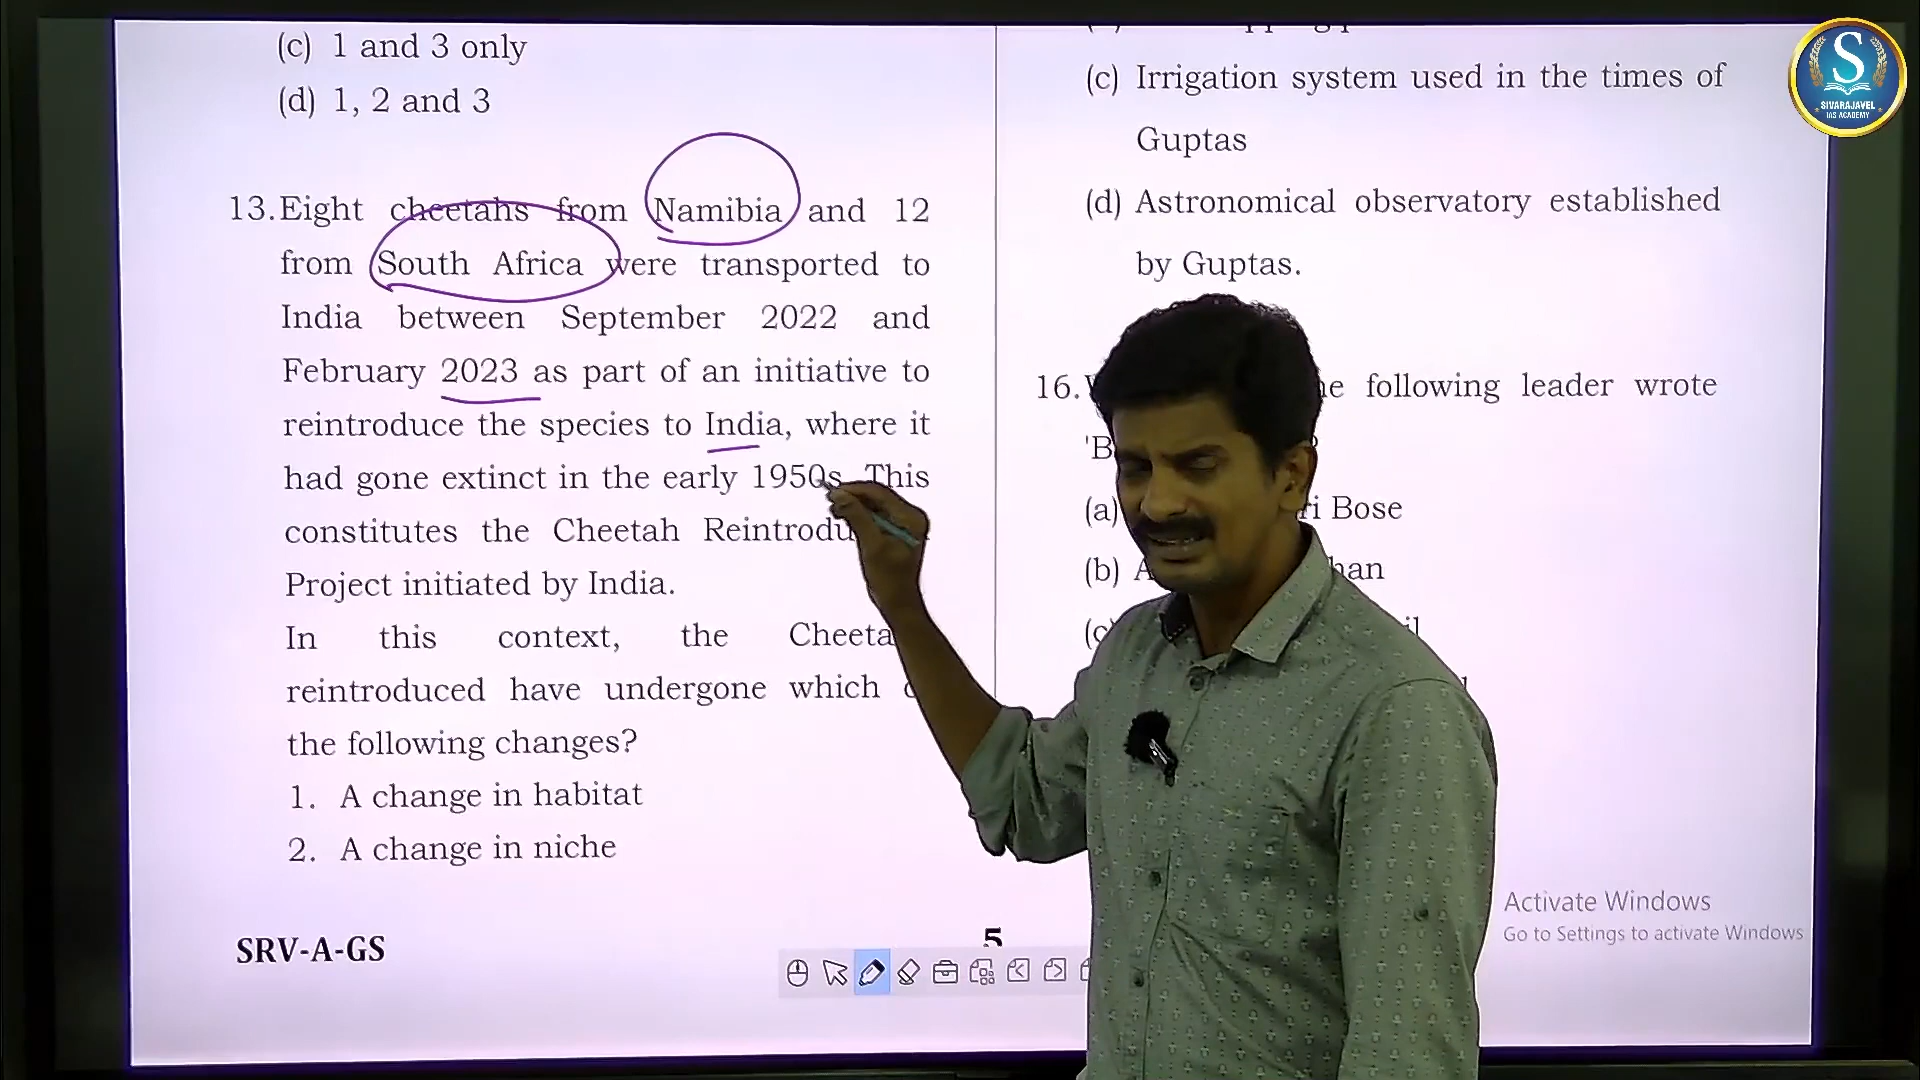 (c) 1 and 3 only
(d) 1, 2 and 3
13. Eight cheetahs from Namibia and 12
from South Africa were transported to
India between September 2022 and
February 2023 as part of an initiative to
reintroduce the species to India, where it
had gone extinct in the early 1950s. This
constitutes the Cheetah Reintrodu
Project initiated by India.
In this context, the Cheeta
reintroduced have undergone which
the following changes?
1. A change in habitat
2. A change in niche
SRV-A-GS
5
(c) Irrigation system used in the times of
Guptas
(d) Astronomical observatory established
by Guptas.
16. following leader wrote
'B
(a) ri Bose
(b) A han
(c) il
S
SIVARAJAVEL
IAS ACADEMY
Activate Windows
Go to Settings to activate Windows